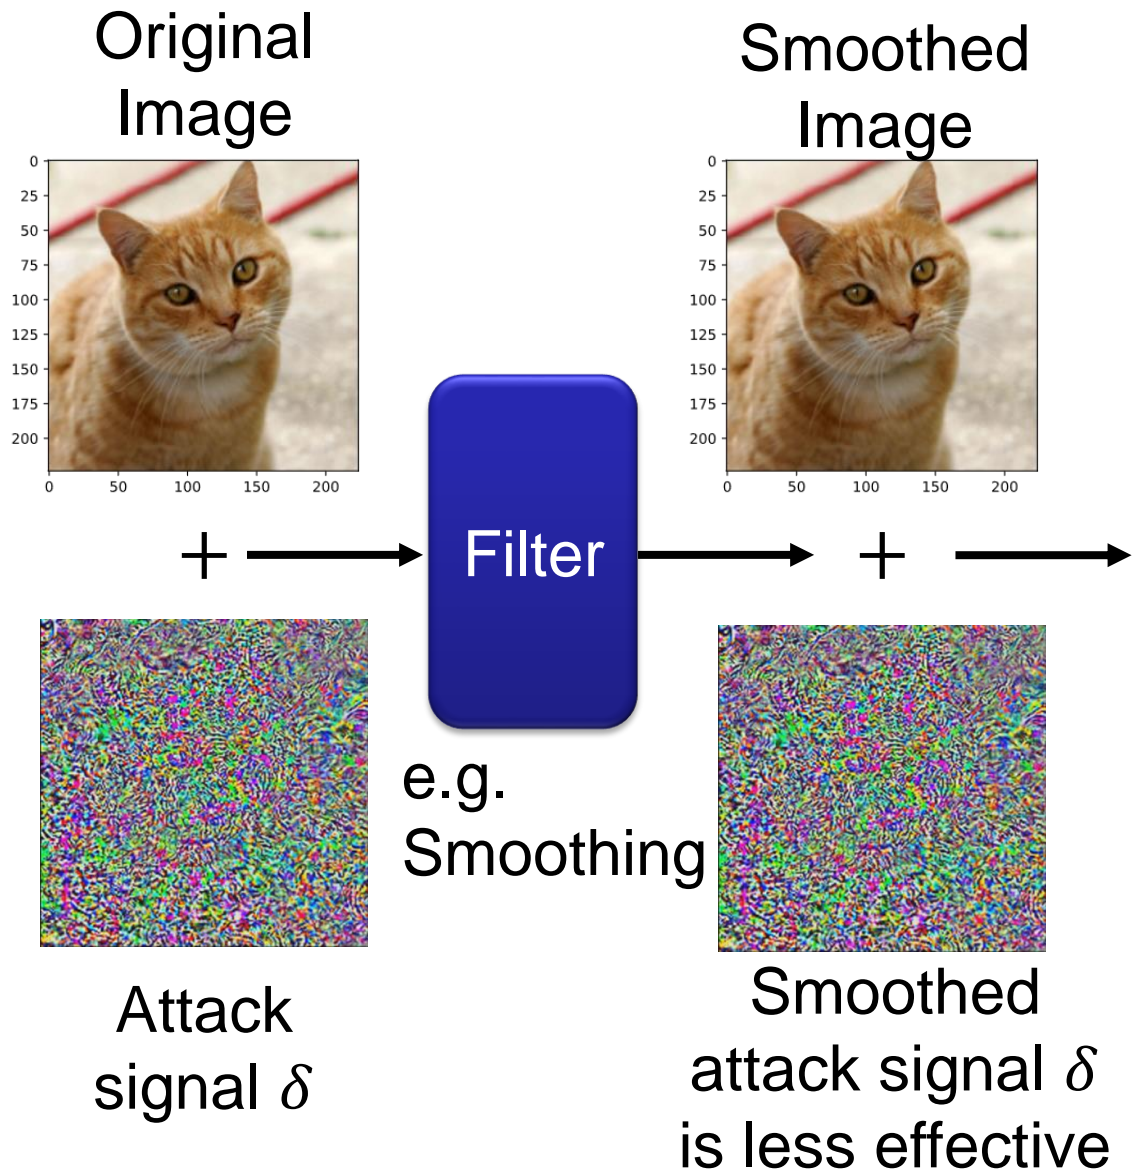 Original
Image
0
25
50
75
100
125
150
175
200
0 50 100 150 200
Smoothed
Image
0
25
50
75
100
125
150
175
200
0 50 100 150 200
+
Filter
+
e.g.
Smoothing
Attack
signal δ
Smoothed
attack signal δ
is less effective